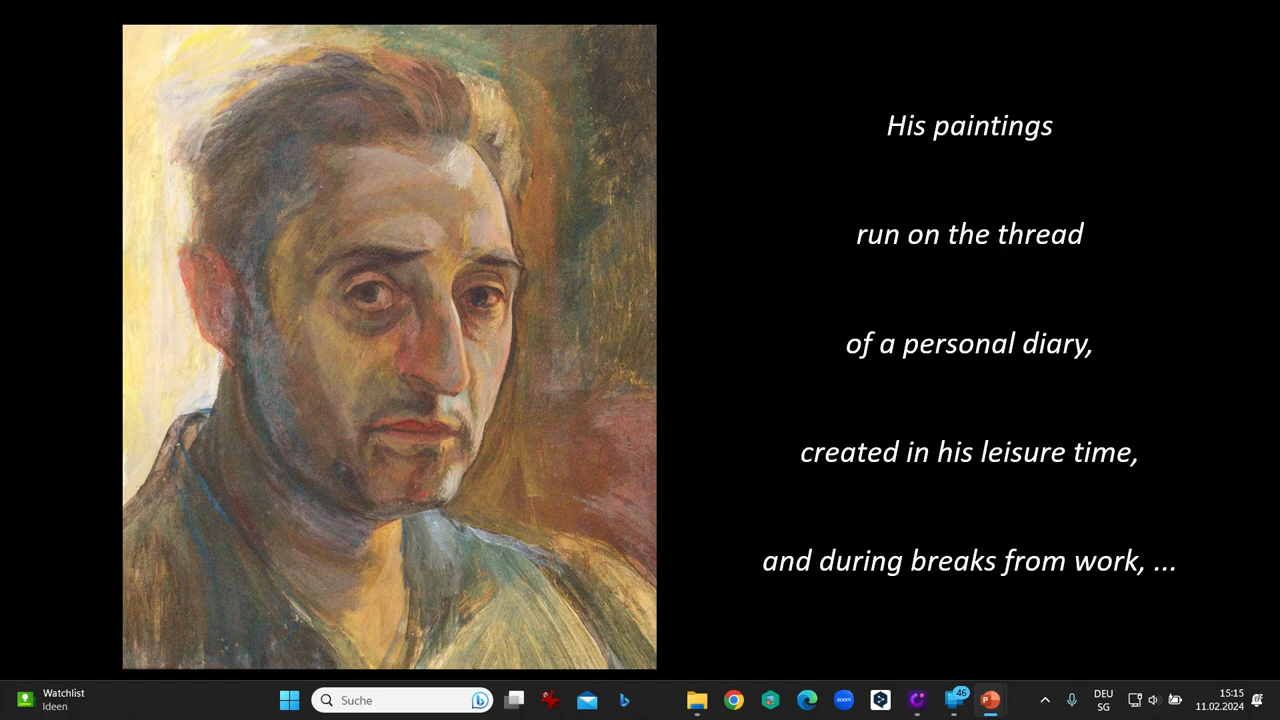 His paintings
run on the thread
of a personal diary,
created in his leisure time,
and during breaks from work, ...
Watchlist
Ideen
Suche
zoom
46
DEU
SG
15:15
11.02.2024